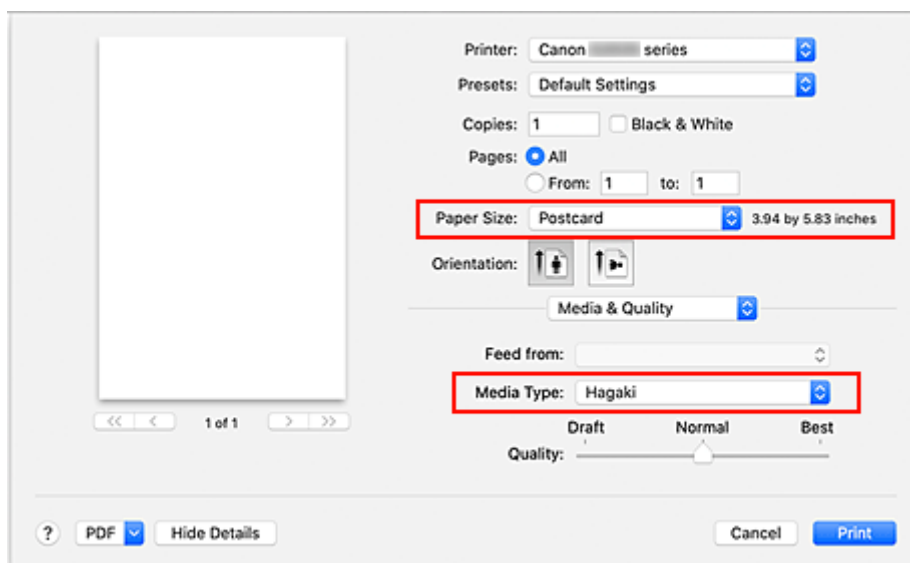 Printer: Canon series
Presets: Default Settings
Copies: 1 Black & White
Pages: All
From: 1 to: 1
Paper Size: Postcard 3.94 by 5.83 inches
Orientation:
Media & Quality
Feed from:
Media Type: Hagaki
Draft Normal Best
Quality:
<< < 1 of 1 > >>
? PDF Hide Details Cancel Print